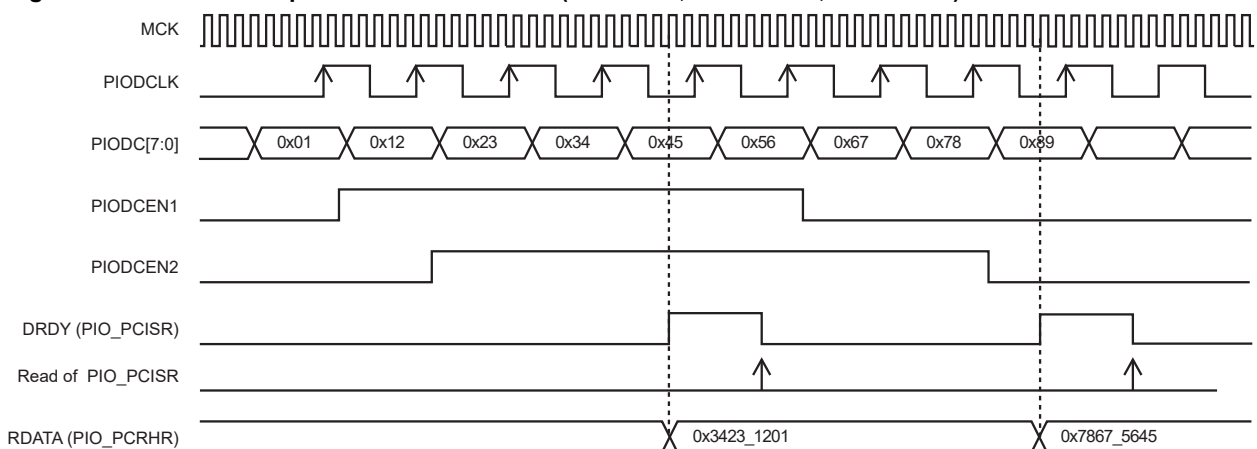 MCK
PIODCLK
PIODC[7:0] 0x01 0x12 0x23 0x34 0x45 0x56 0x67 0x78 0x89
PIODCEN1
PIODCEN2
DRDY (PIO_PCISR)
Read of PIO_PCISR
RDATA (PIO_PCRHR) 0x3423_1201 0x7867_5645